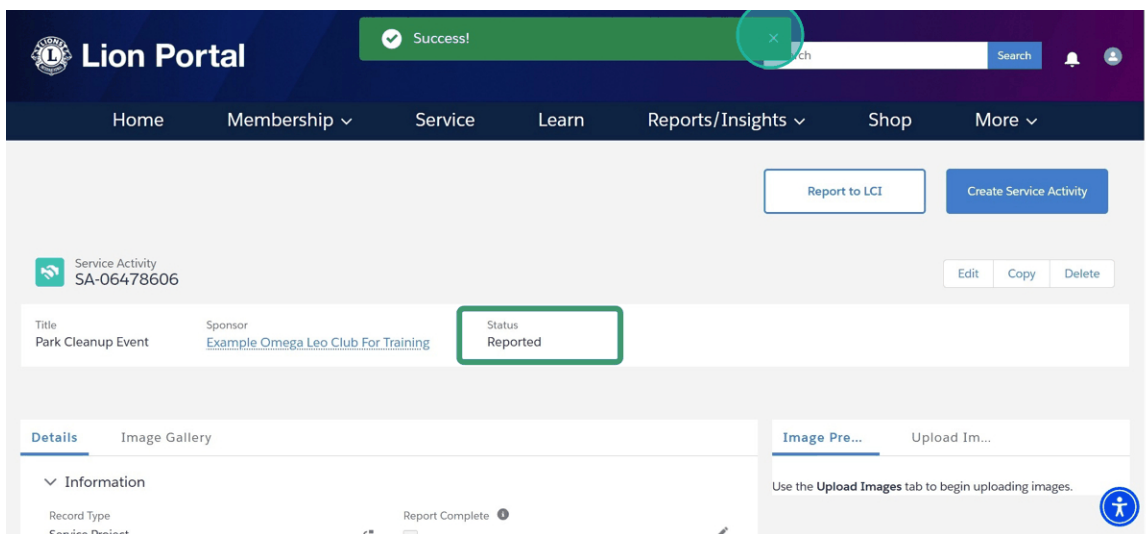 Success!
Lion Portal
Search
Home Membership Service Learn Reports/Insights Shop More
Report to LCI Create Service Activity
Service Activity
SA-06478606
Edit Copy Delete
Title Sponsor Status
Park Cleanup Event Example Omega Leo Club For Training Reported
Details Image Gallery
Image Pre... Upload Im...
Information
Use the Upload Images tab to begin uploading images.
Record Type Report Complete
Service Project